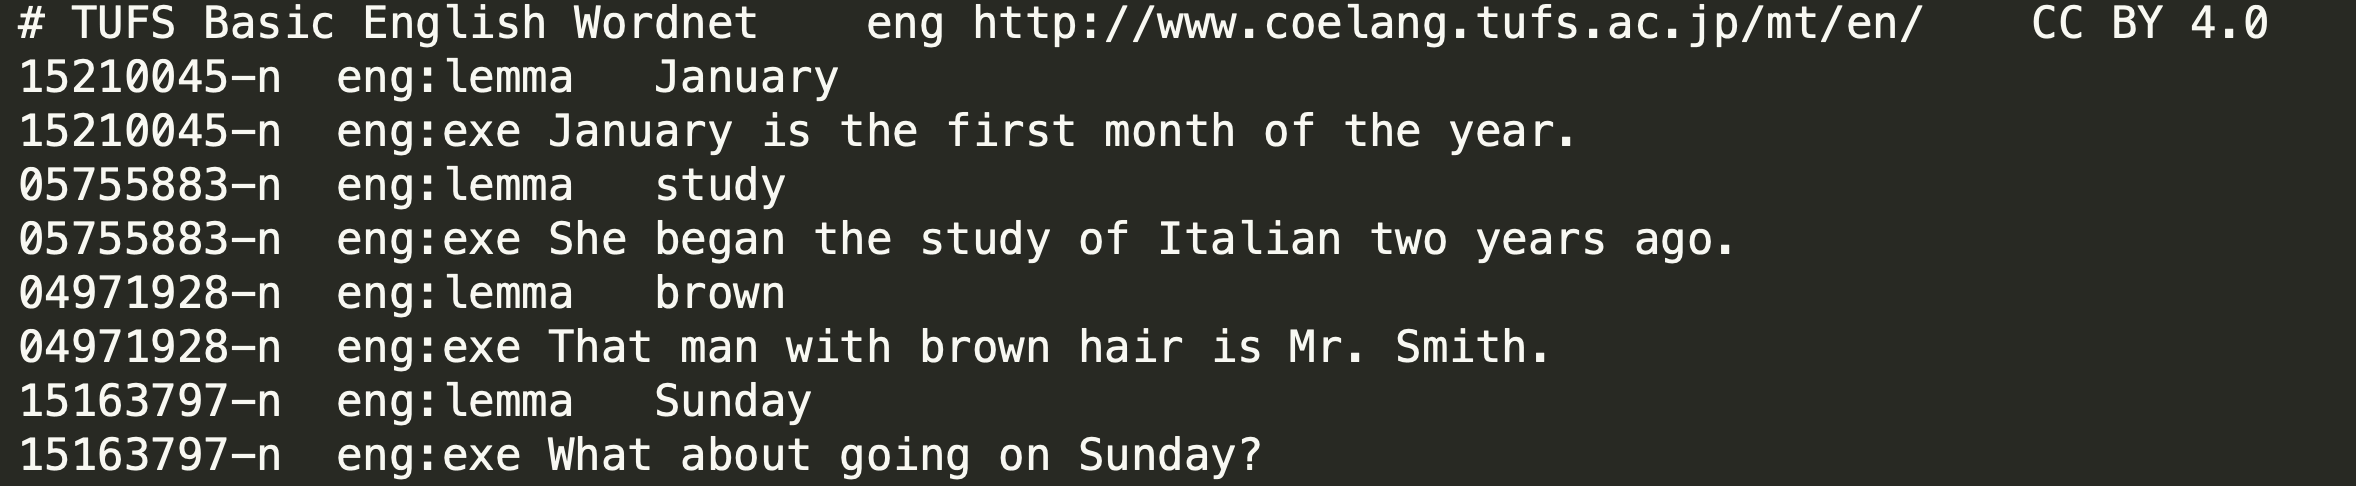 # TUFS Basic English Wordnet    eng http://www.coelang.tufs.ac.jp/mt/en/    CC BY 4.0
15210045-n  eng:lemma   January
15210045-n  eng:exe January is the first month of the year.
05755883-n  eng:lemma   study
05755883-n  eng:exe She began the study of Italian two years ago.
04971928-n  eng:lemma   brown
04971928-n  eng:exe That man with brown hair is Mr. Smith.
15163797-n  eng:lemma   Sunday
15163797-n  eng:exe What about going on Sunday?